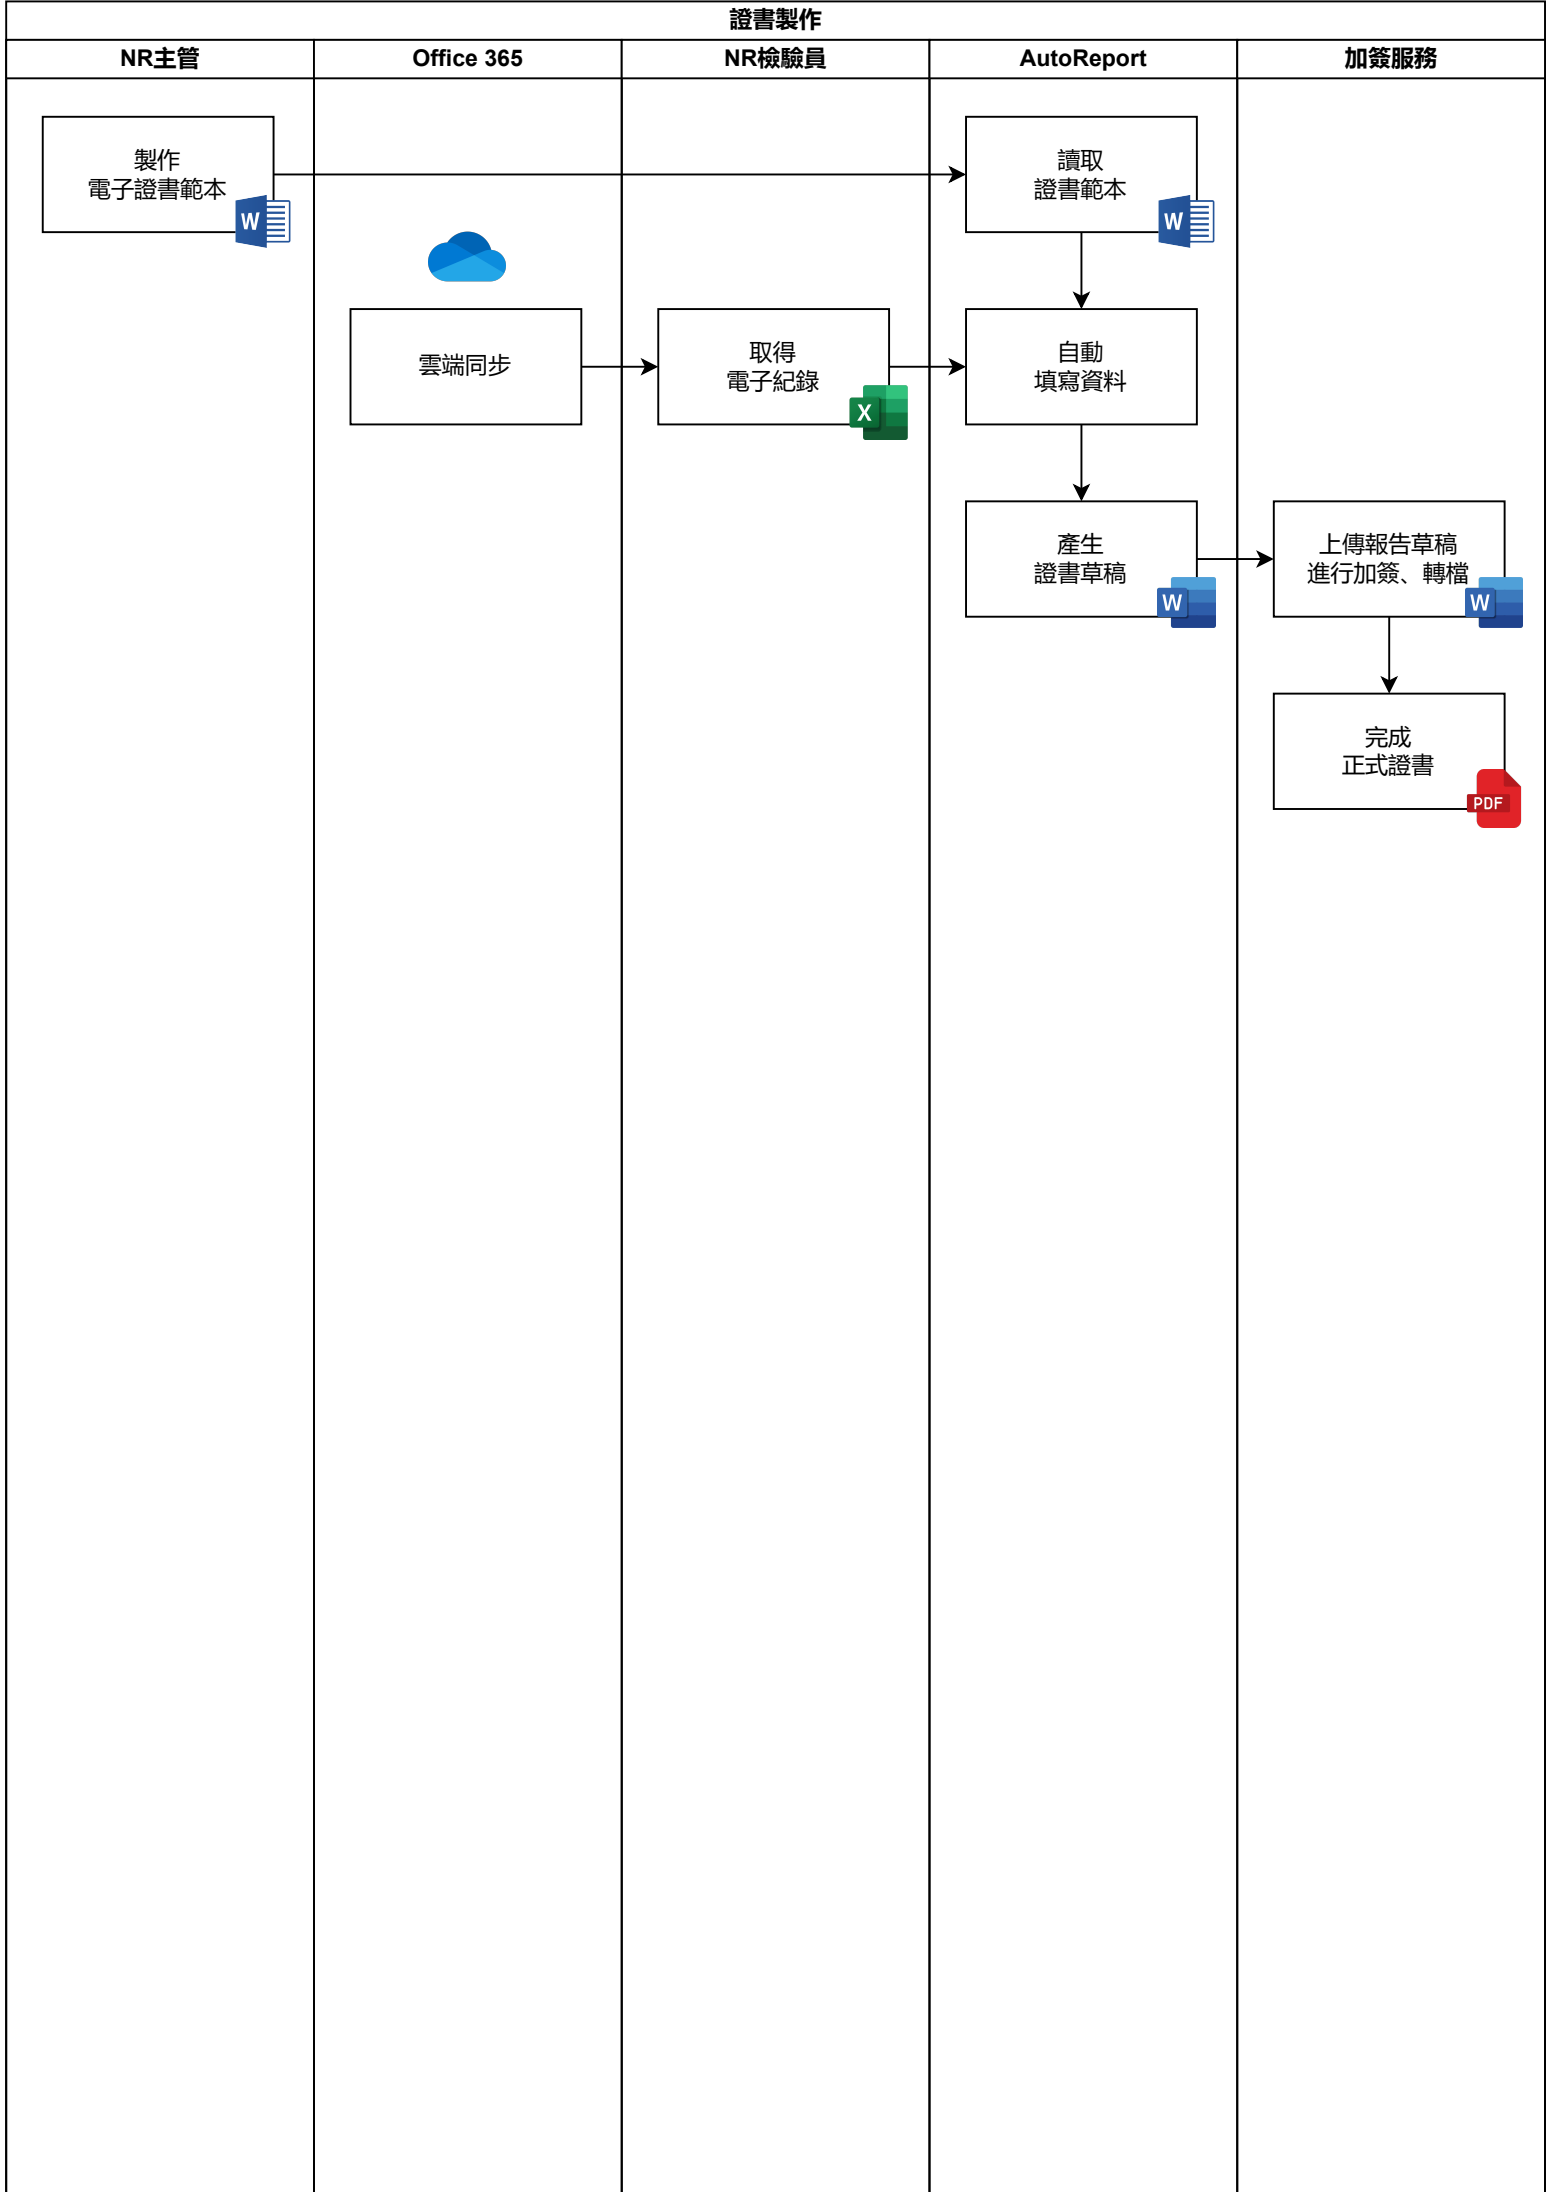 證書製作
NR主管
Office 365
NR檢驗員
AutoReport
加簽服務
製作
電子證書範本
W
讀取
證書範本
W
雲端同步
取得
電子紀錄
X
自動
填寫資料
產生
證書草稿
W
上傳報告草稿
進行加簽、轉檔
W
完成
正式證書
PDF